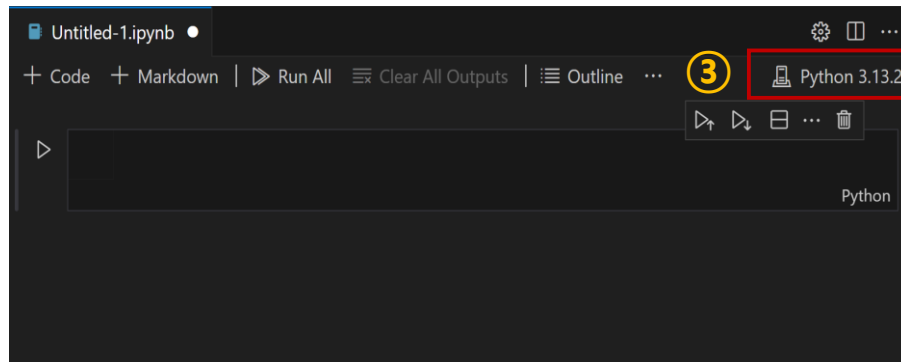 Untitled-1.ipynb
+ Code + Markdown | Run All Clear All Outputs | Outline ... ③ Python 3.13.2
Python